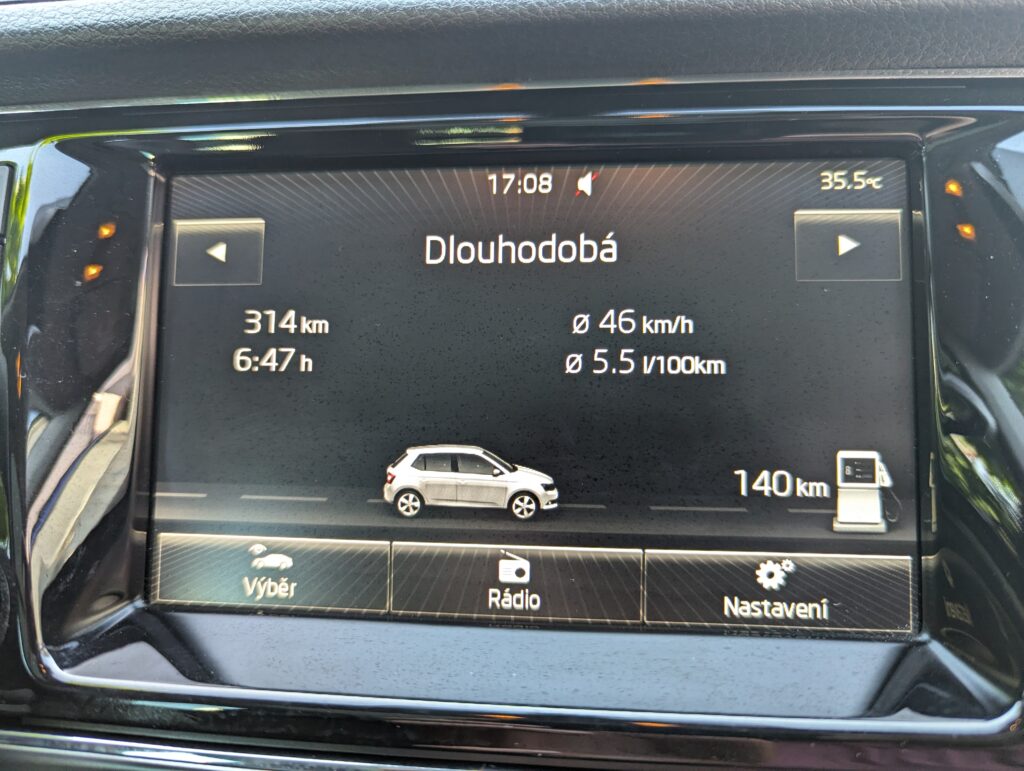 17:08
35.5°C
Dlouhodobá
314 km
ø 46 km/h
6:47 h
ø 5.5 l/100km
140 km
Výběr
Rádio
Nastavení